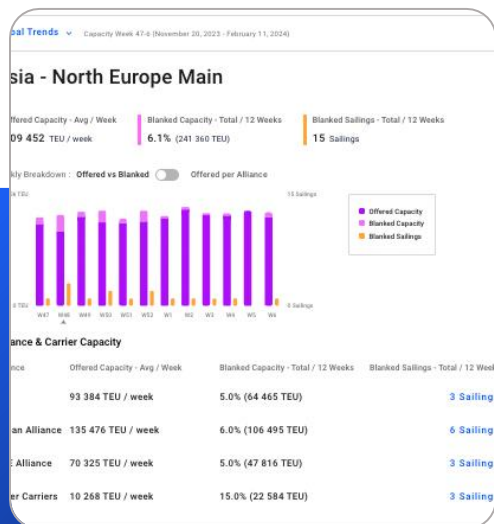 bal Trends Capacity Week 47-6 (November 20, 2023 - February 11, 2024)
sia - North Europe Main
ffered Capacity - Avg / Week Blanked Capacity - Total / 12 Weeks Blanked Sailings - Total / 12 Weeks
09 452 TEU / week 6.1% (241 360 TEU) 15 Sailings
kly Breakdown : Offered vs Blanked Offered per Alliance
TEU 15 Sailings
Offered Capacity
Blanked Capacity
Blanked Sailings
0 TEU 0 Sailings
W47 W48 W49 W50 W51 W52 W1 W2 W3 W4 W5 W6
ance & Carrier Capacity
nce Offered Capacity - Avg / Week Blanked Capacity - Total / 12 Weeks Blanked Sailings - Total / 12 Week
93 384 TEU / week 5.0% (64 465 TEU) 3 Sailing
an Alliance 135 476 TEU / week 6.0% (106 495 TEU) 6 Sailing
E Alliance 70 325 TEU / week 5.0% (47 816 TEU) 3 Sailing
er Carriers 10 268 TEU / week 15.0% (22 584 TEU) 3 Sailing